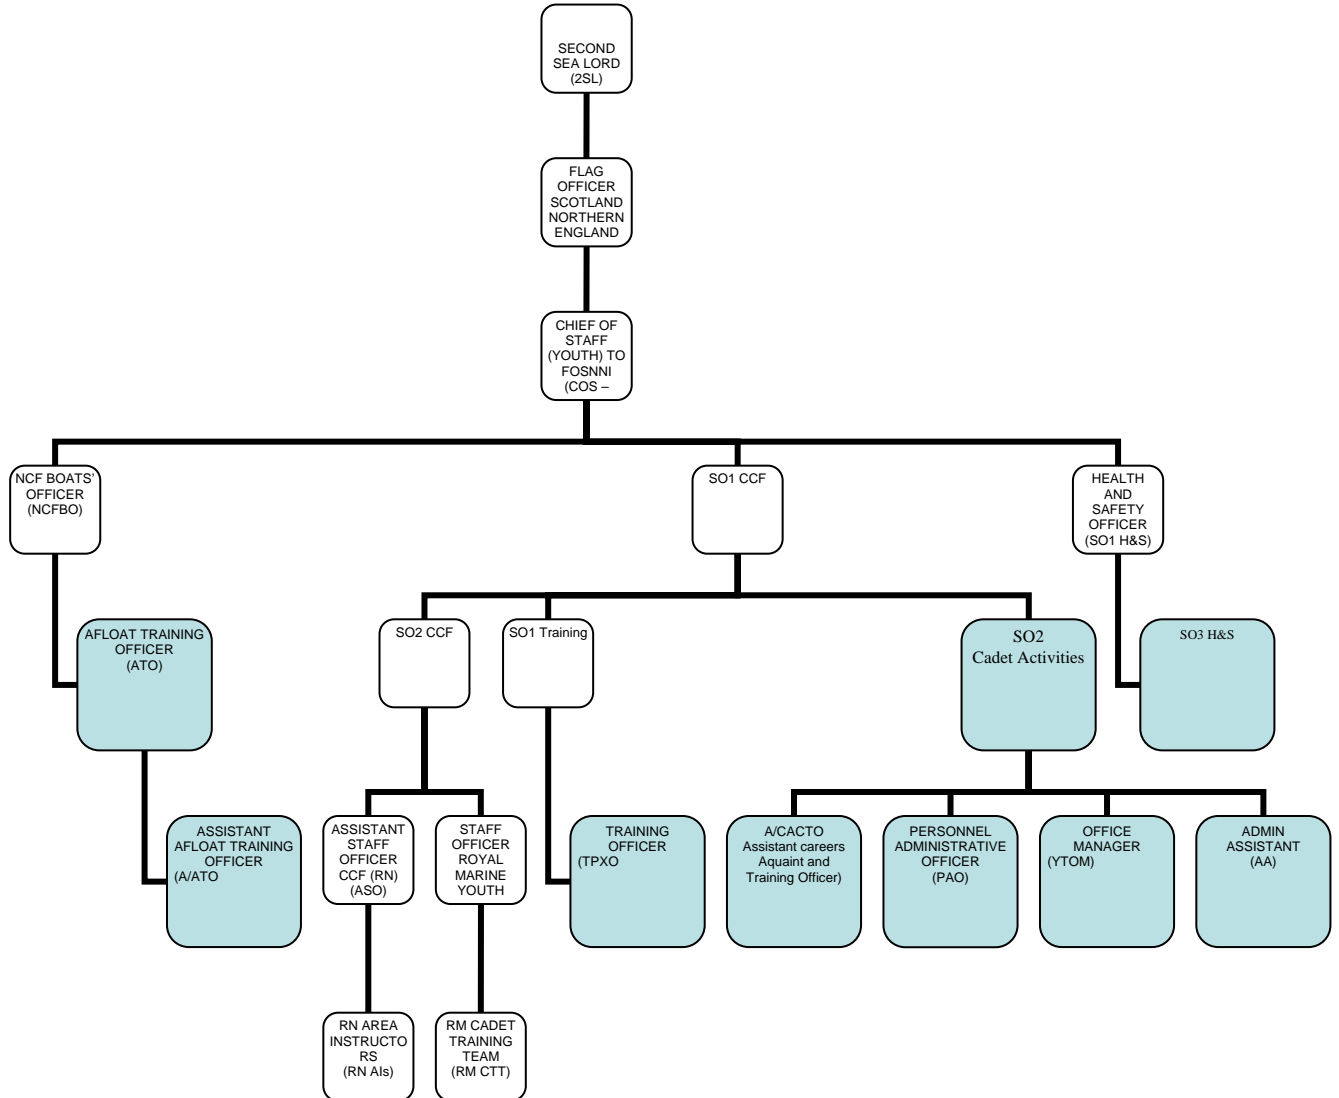 SECOND
SEA LORD
(2SL)
FLAG
OFFICER
SCOTLAND
NORTHERN
ENGLAND
CHIEF OF
STAFF
(YOUTH) TO
FOSNNI
(COS –
NCF BOATS'
OFFICER
(NCFBO)
SO1 CCF
HEALTH
AND
SAFETY
OFFICER
(SO1 H&S)
AFLOAT TRAINING
OFFICER
(ATO)
SO2 CCF
SO1 Training
SO2
Cadet Activities
SO3 H&S
ASSISTANT
AFLOAT TRAINING
OFFICER
(A/ATO
ASSISTANT
STAFF
OFFICER
CCF (RN)
(ASO)
STAFF
OFFICER
ROYAL
MARINE
YOUTH
TRAINING
OFFICER
(TPXO
A/CACTO
Assistant careers
Aquaint and
Training Officer)
PERSONNEL
ADMINISTRATIVE
OFFICER
(PAO)
OFFICE
MANAGER
(YTOM)
ADMIN
ASSISTANT
(AA)
RN AREA
INSTRUCTO
RS
(RN AIs)
RM CADET
TRAINING
TEAM
(RM CTT)